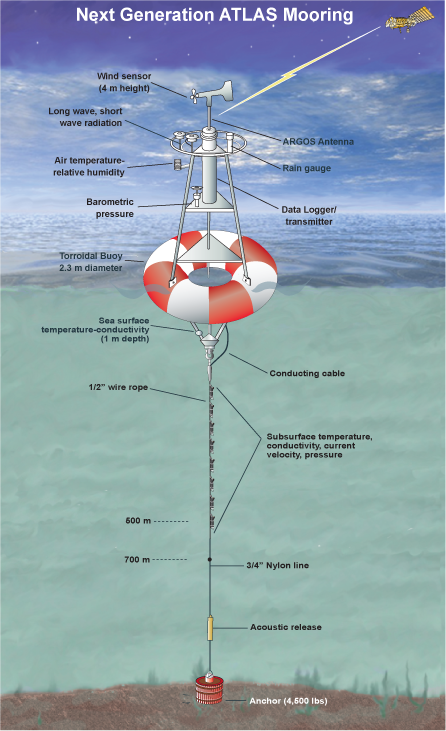 Next Generation ATLAS Mooring
Wind sensor
(4 m height)
Long wave, short
wave radiation
ARGOS Antenna
Air temperature-
relative humidity
Rain gauge
Barometric
pressure
Data Logger/
transmitter
Torroidal Buoy
2.3 m diameter
Sea surface
temperature-conductivity
(1 m depth)
Conducting cable
1/2" wire rope
Subsurface temperature,
conductivity, current
velocity, pressure
500 m
700 m
3/4" Nylon line
Acoustic release
Anchor (4,500 lbs)